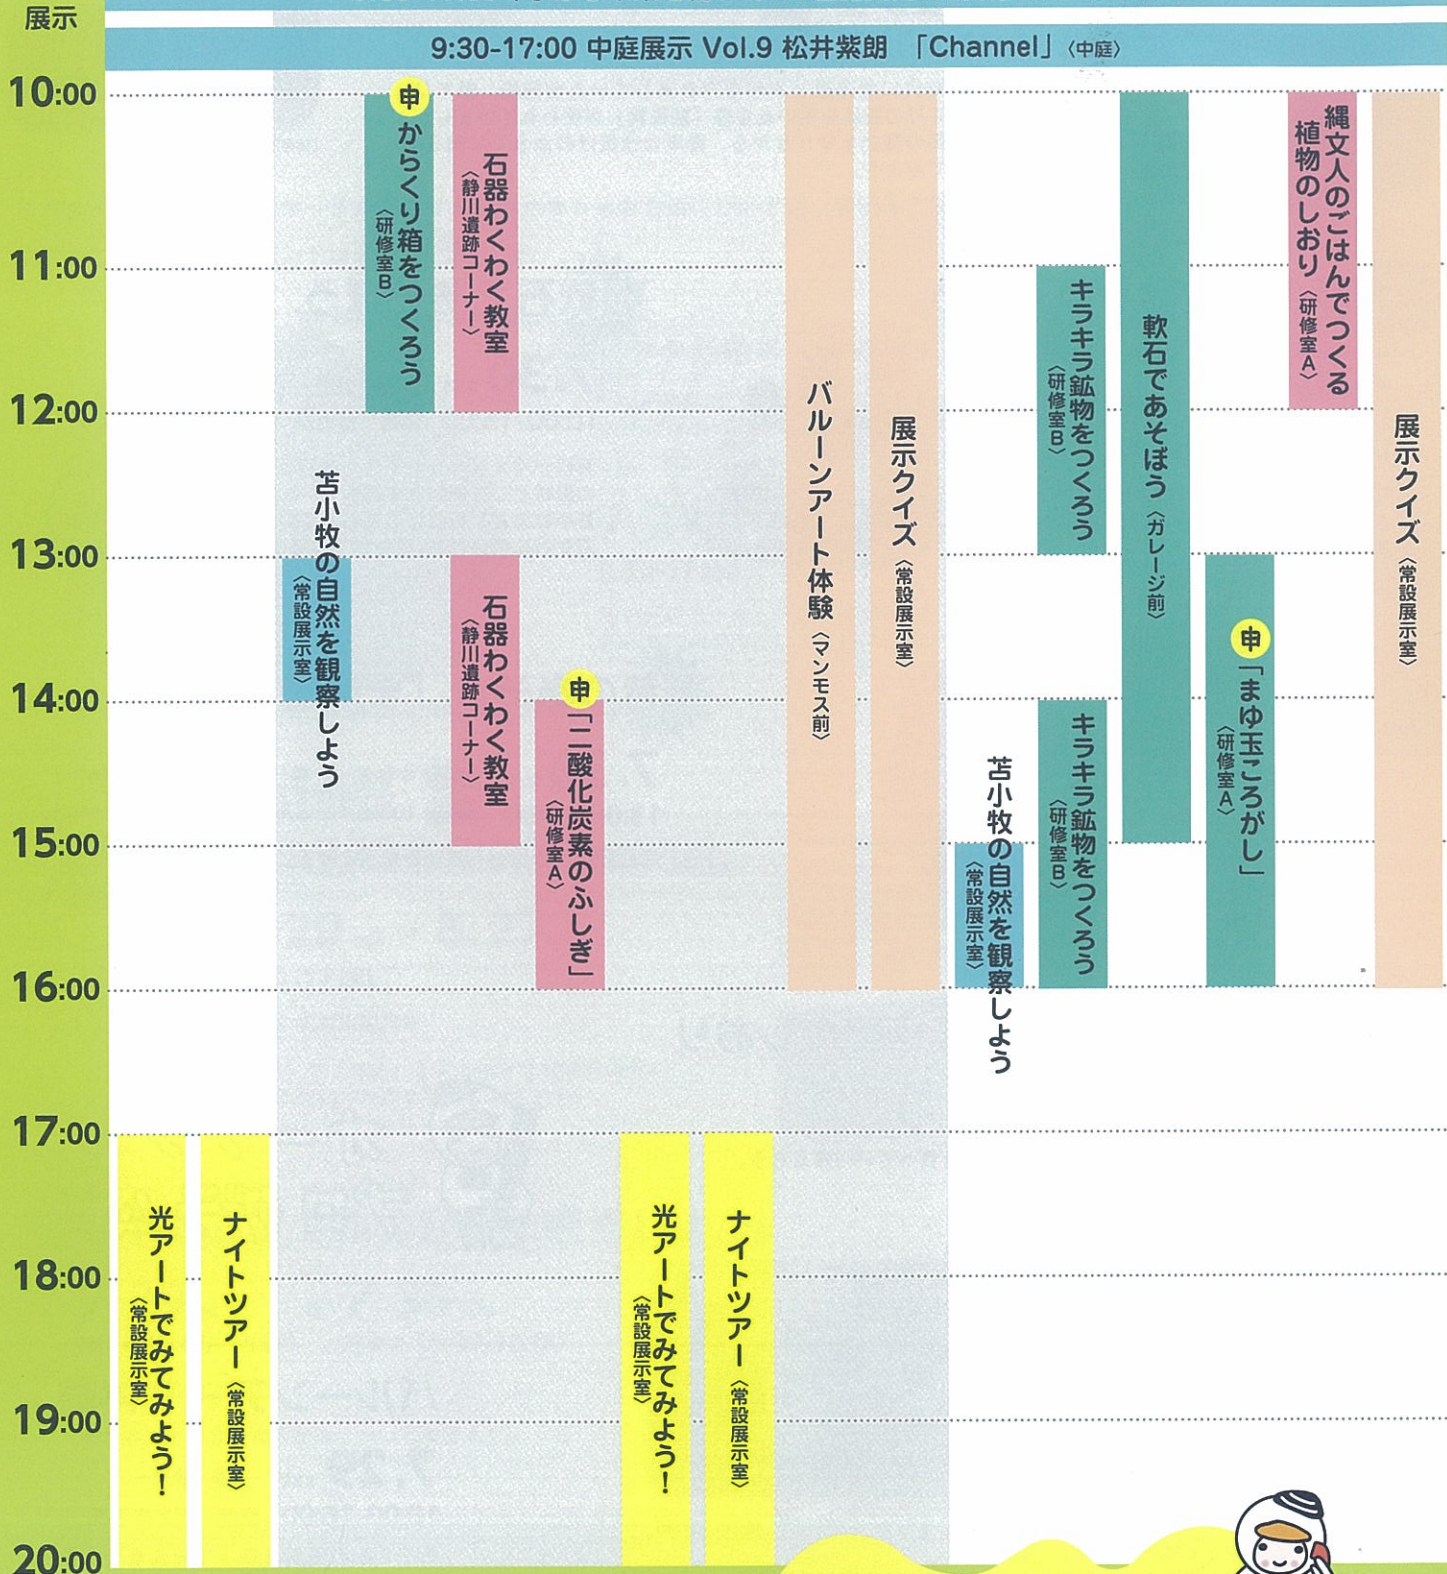 展示
9:30-17:00 中庭展示 Vol.9 松井紫朗 「Channel」〈中庭〉
10:00
11:00
12:00
13:00
14:00
15:00
16:00
17:00
18:00
19:00
20:00
光アートでみてみよう!
〈常設展示室〉
ナイトツアー〈常設展示室〉
苫小牧の自然を観察しよう
〈常設展示室〉
申 からくり箱をつくろう
〈研修室B〉
石器わくわく教室
〈静川遺跡コーナー〉
石器わくわく教室
〈静川遺跡コーナー〉
申 「二酸化炭素のふしぎ」
〈研修室A〉
光アートでみてみよう!
〈常設展示室〉
ナイトツアー〈常設展示室〉
バルーンアート体験〈マンモス前〉
展示クイズ〈常設展示室〉
苫小牧の自然を観察しよう
〈常設展示室〉
キラキラ鉱物をつくろう
〈研修室B〉
キラキラ鉱物をつくろう
〈研修室B〉
軟石であそぼう〈ガレージ前〉
申 「まゆ玉ころがし」
〈研修室A〉
縄文人のごはんでつくる
植物のしおり〈研修室A〉
展示クイズ〈常設展示室〉